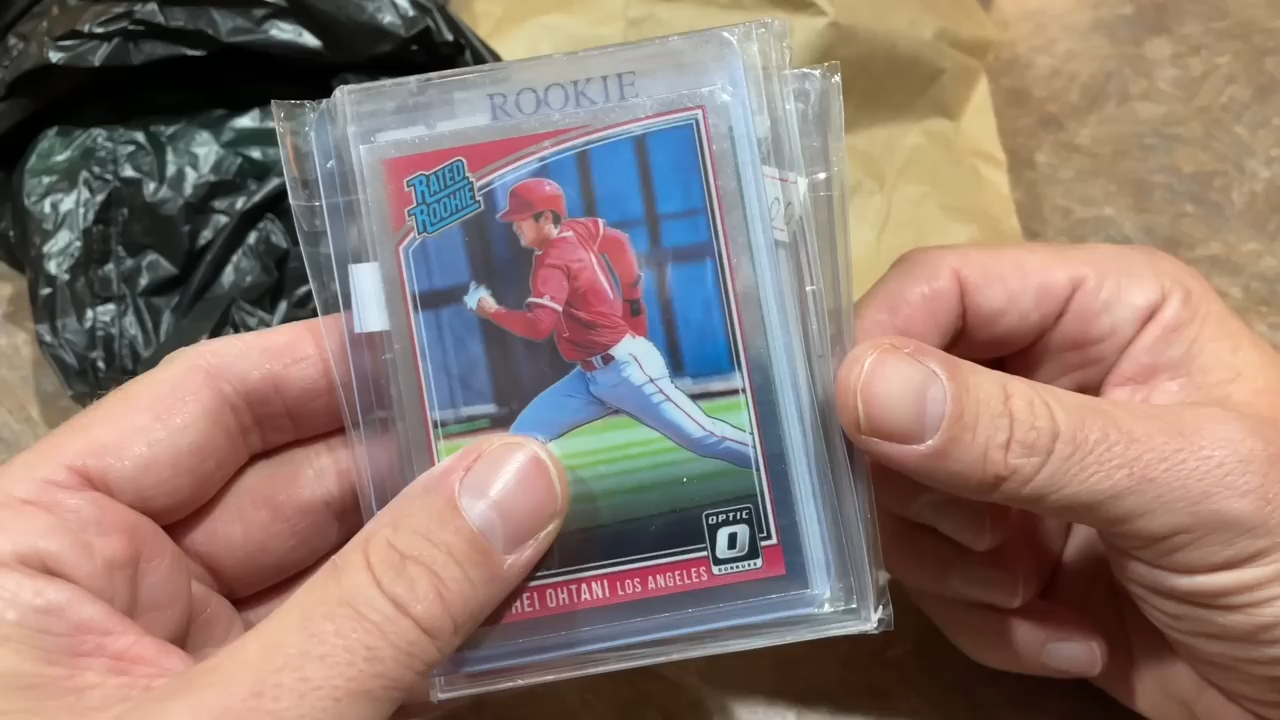 ROOKIE
RATED
ROOKIE
OPTIC
O
DONRUSS
HEI OHTANI LOS ANGELES